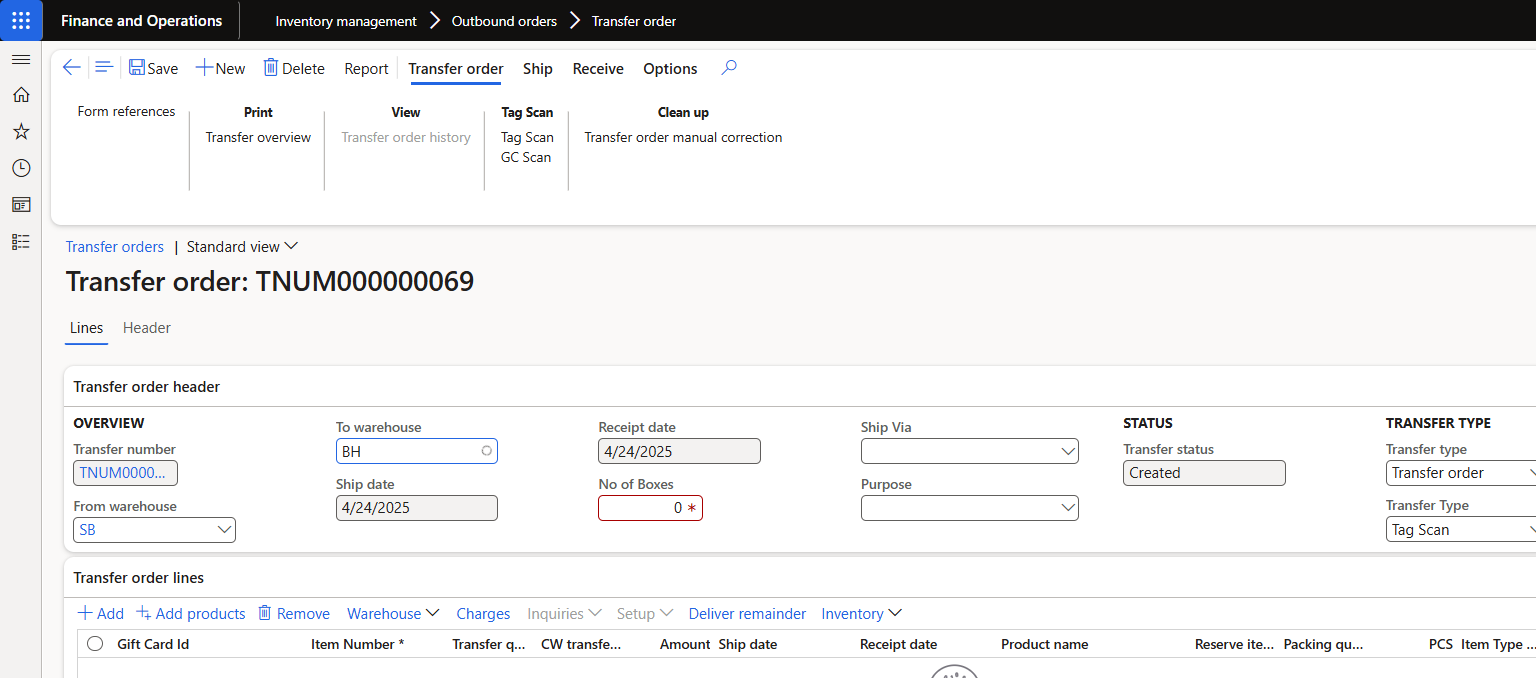 Finance and Operations
Inventory management
Outbound orders
Transfer order
Save
New
Delete
Report
Transfer order
Ship
Receive
Options
Form references
Print
Transfer overview
View
Transfer order history
Tag Scan
Tag Scan
GC Scan
Clean up
Transfer order manual correction
Transfer orders | Standard view
Transfer order: TNUM000000069
Lines
Header
Transfer order header
OVERVIEW
Transfer number
TNUM0000...
From warehouse
SB
To warehouse
BH
Ship date
4/24/2025
Receipt date
4/24/2025
No of Boxes
0 *
Ship Via
Purpose
STATUS
Transfer status
Created
TRANSFER TYPE
Transfer type
Transfer order
Transfer Type
Tag Scan
Transfer order lines
Add
Add products
Remove
Warehouse
Charges
Inquiries
Setup
Deliver remainder
Inventory
Gift Card Id
Item Number *
Transfer q...
CW transfe...
Amount
Ship date
Receipt date
Product name
Reserve ite...
Packing qu...
PCS
Item Type ...